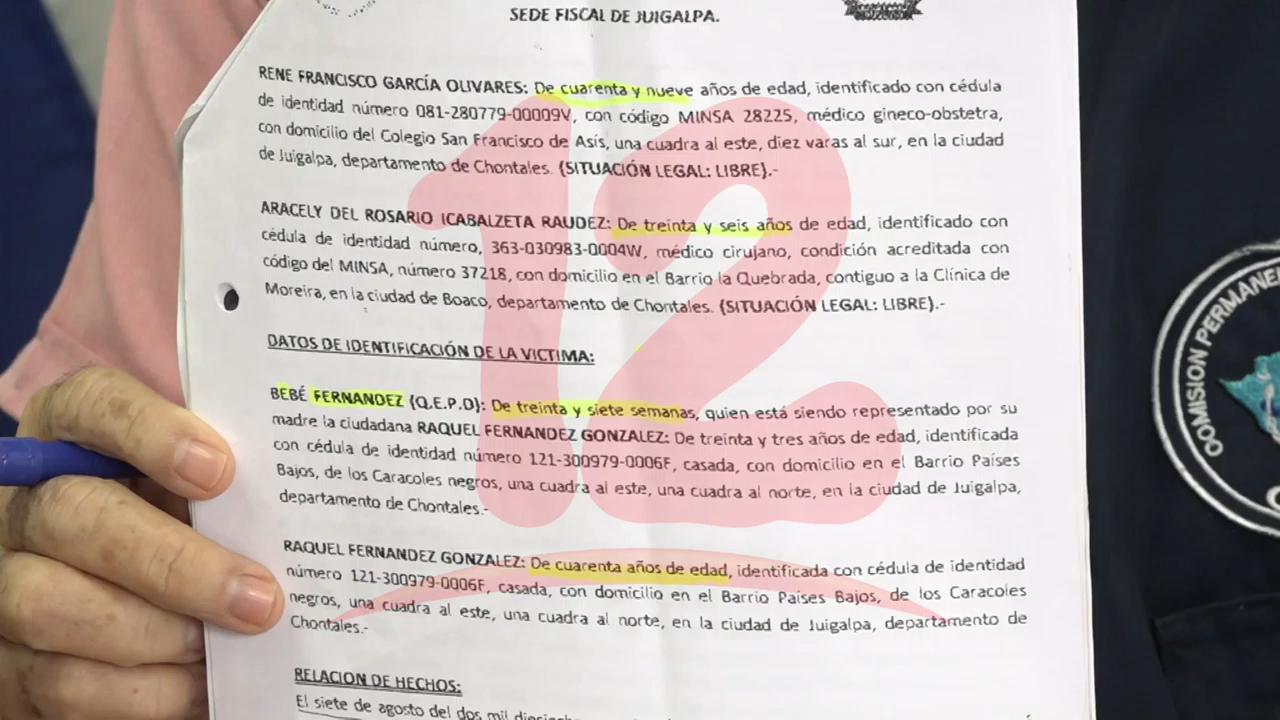 SEDE FISCAL DE JUIGALPA.
RENE FRANCISCO GARCÍA OLIVARES: De cuarenta y nueve años de edad, identificado con cédula
de identidad número 081-280779-00009V, con código MINSA 28225, médico gineco-obstetra,
con domicilio del Colegio San Francisco de Asís, una cuadra al este, diez varas al sur, en la ciudad
de Juigalpa, departamento de Chontales. {SITUACIÓN LEGAL: LIBRE}.-
ARACELY DEL ROSARIO ICABALZETA RAUDEZ: De treinta y seis años de edad, identificado con
cédula de identidad número, 363-030983-0004W, médico cirujano, condición acreditada con
código del MINSA, número 37218, con domicilio en el Barrio la Quebrada, contiguo a la Clínica de
Moreira, en la ciudad de Boaco, departamento de Chontales. {SITUACIÓN LEGAL: LIBRE}.-
DATOS DE IDENTIFICACIÓN DE LA VICTIMA:
BEBÉ FERNANDEZ {Q.E.P.D}: De treinta y siete semanas, quien está siendo representado por su
madre la ciudadana RAQUEL FERNANDEZ GONZALEZ: De treinta y tres años de edad, identificada
con cédula de identidad número 121-300979-0006F, casada, con domicilio en el Barrio Países
Bajos, de los Caracoles negros, una cuadra al este, una cuadra al norte, en la ciudad de Juigalpa,
departamento de Chontales.-
RAQUEL FERNANDEZ GONZALEZ: De cuarenta años de edad, identificada con cédula de identidad
número 121-300979-0006F, casada, con domicilio en el Barrio Países Bajos, de los Caracoles
negros, una cuadra al este, una cuadra al norte, en la ciudad de Juigalpa, departamento de
Chontales.-
RELACION DE HECHOS:
El siete de agosto del dos mil
12
COMISION